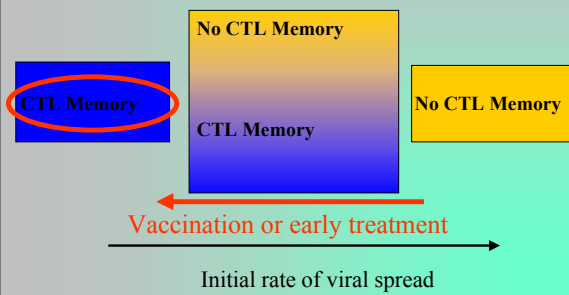 No CTL Memory
CTL Memory
CTL Memory
No CTL Memory
Vaccination or early treatment
Initial rate of viral spread